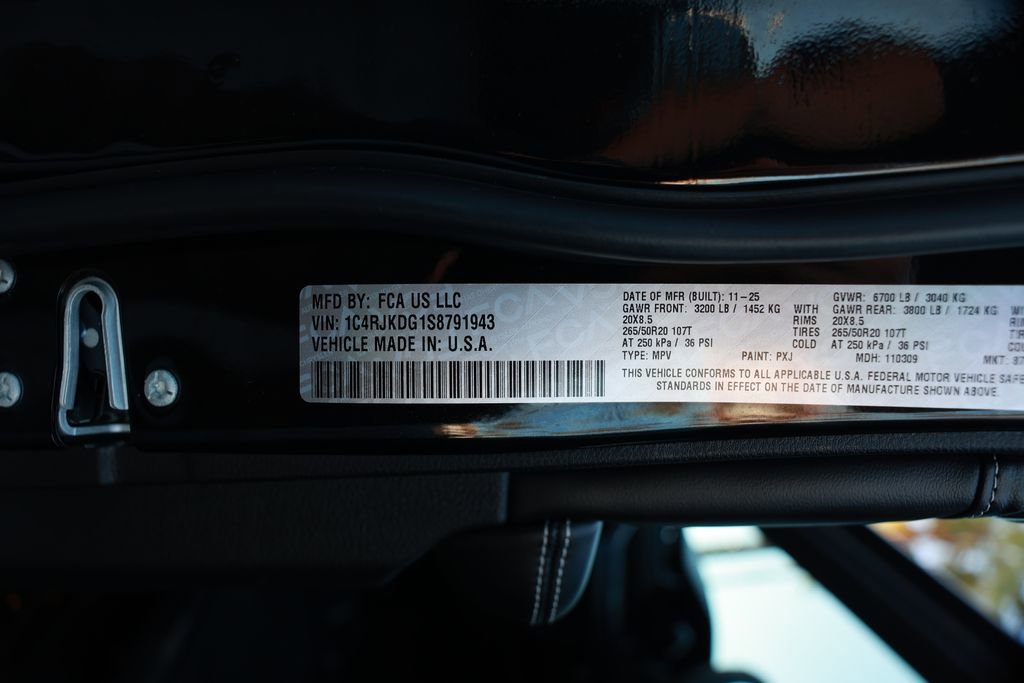 MFD BY: FCA US LLC
VIN: 1C4RJKDG1S8791943
VEHICLE MADE IN: U.S.A.
DATE OF MFR (BUILT): 11-25 GVWR: 6700 LB / 3040 KG
GAWR FRONT: 3200 LB / 1452 KG WITH GAWR REAR: 3800 LB / 1724 KG
20X8.5 RIMS 20X8.5
265/50R20 107T TIRES 265/50R20 107T
AT 250 kPa / 36 PSI COLD AT 250 kPa / 36 PSI
TYPE: MPV PAINT: PXJ MDH: 110309 MKT:
THIS VEHICLE CONFORMS TO ALL APPLICABLE U.S.A. FEDERAL MOTOR VEHICLE
STANDARDS IN EFFECT ON THE DATE OF MANUFACTURE SHOWN ABOVE.